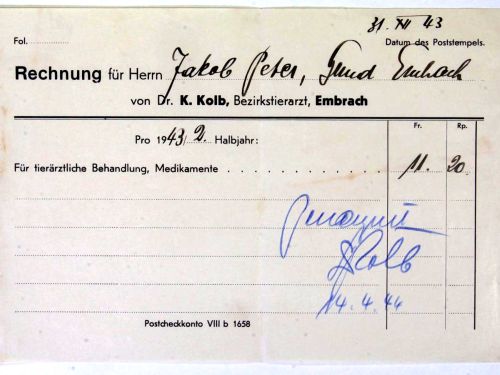 31. XII 43
Fol. Datum des Poststempels.
Rechnung für Herrn Jakob Peter, Embrach
von Dr. K. Kolb, Bezirkstierarzt, Embrach
Fr. Rp.
Pro 1943/2. Halbjahr:
Für tierärztliche Behandlung, Medikamente 11. 20
Kolb
14.4.44
Postcheckkonto VIII b 1658